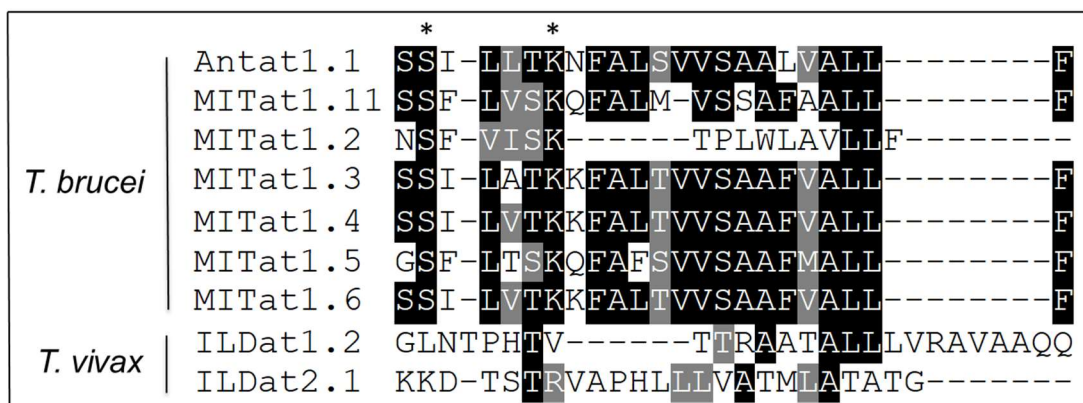 * *
Antat1.1 SSI-LLTKNFALSVVSAALVALL--------F
MITat1.11 SSF-LVSKQFALM-VSSAFAALL--------F
MITat1.2 NSF-VISK------TPLWLAVLLF--------
T. brucei MITat1.3 SSF-LATKKFALTVVSAAFVALL--------F
MITat1.4 SSI-LVTKKFALTVVSAAFVALL--------F
MITat1.5 GSF-LTSKQFAFSVVSAAFMALL--------F
MITat1.6 SSI-LVTKKFALTVVSAAFVALL--------F
T. vivax ILDat1.2 GLNTPHTV------TTRAATALLLVRAVAAQQ
ILDat2.1 KKD-TSTRVAPHLLLVATMLATATG-------